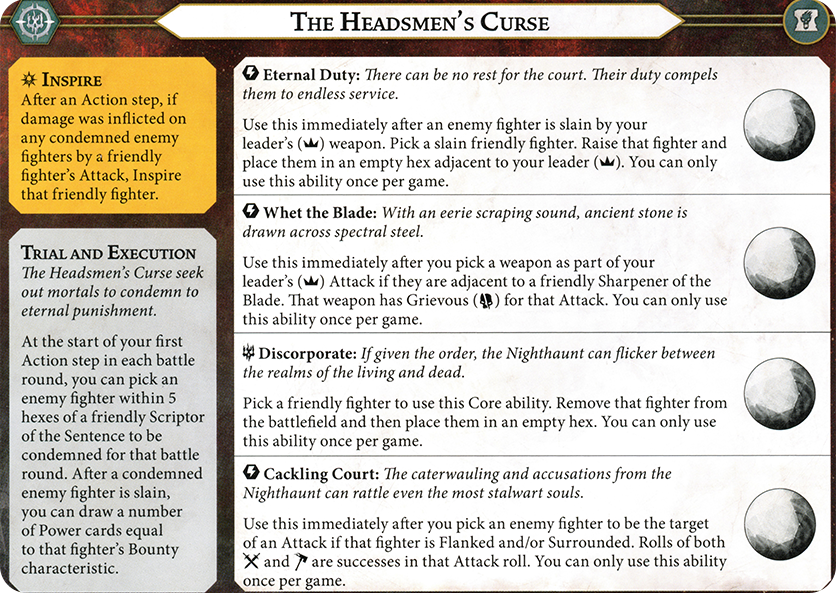 The Headsmen's Curse
Inspire
After an Action step, if
damage was inflicted on
any condemned enemy
fighters by a friendly
fighter's Attack, Inspire
that friendly fighter.
Trial and Execution
The Headsmen's Curse seek
out mortals to condemn to
eternal punishment.
At the start of your first
Action step in each battle
round, you can pick an
enemy fighter within 5
hexes of a friendly Scriptor
of the Sentence to be
condemned for that battle
round. After a condemned
enemy fighter is slain,
you can draw a number
of Power cards equal
to that fighter's Bounty
characteristic.
Eternal Duty: There can be no rest for the court. Their duty compels
them to endless service.
Use this immediately after an enemy fighter is slain by your
leader's ( ) weapon. Pick a slain friendly fighter. Raise that fighter and
place them in an empty hex adjacent to your leader ( ). You can only
use this ability once per game.
Whet the Blade: With an eerie scraping sound, ancient stone is
drawn across spectral steel.
Use this immediately after you pick a weapon as part of your
leader's ( ) Attack if they are adjacent to a friendly Sharpener of the
Blade. That weapon has Grievous ( ) for that Attack. You can only use
this ability once per game.
Discorporate: If given the order, the Nighthaunt can flicker between
the realms of the living and dead.
Pick a friendly fighter to use this Core ability. Remove that fighter from
the battlefield and then place them in an empty hex. You can only use
this ability once per game.
Cackling Court: The caterwauling and accusations from the
Nighthaunt can rattle even the most stalwart souls.
Use this immediately after you pick an enemy fighter to be the target
of an Attack if that fighter is Flanked and/or Surrounded. Rolls of both
and are successes in that Attack roll. You can only use this ability
once per game.